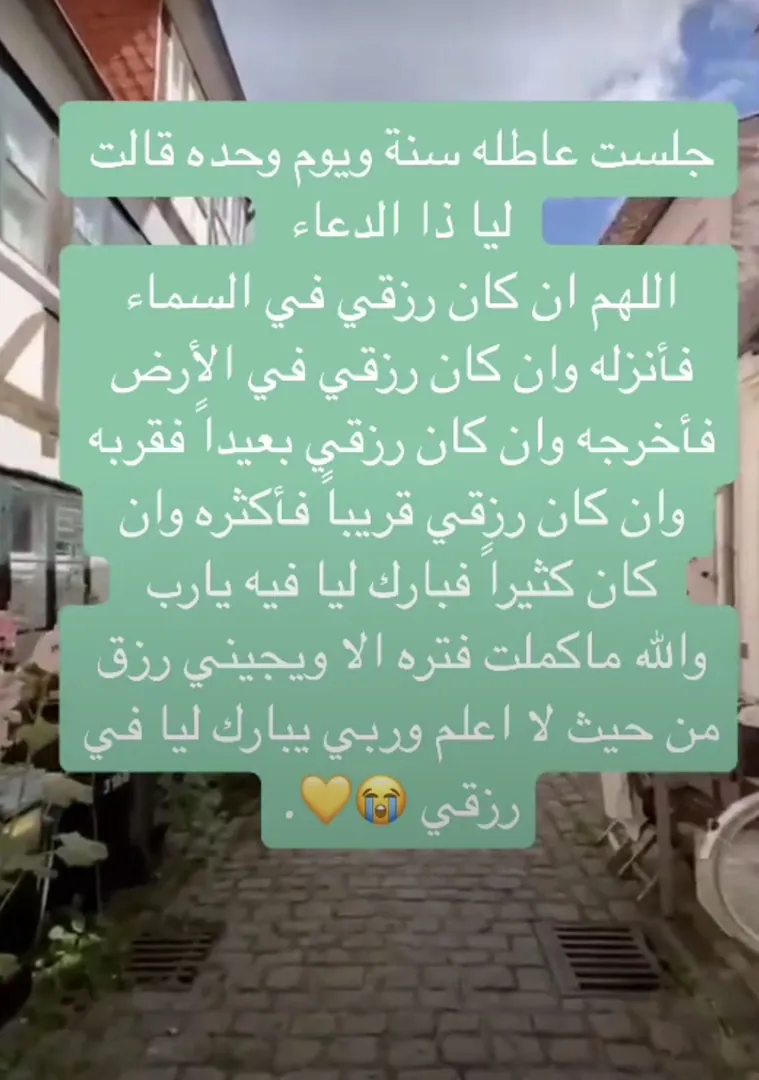 جلست عاطله سنة ويوم وحده قالت
ليا ذا الدعاء
اللهم ان كان رزقي في السماء
فأنزله وان كان رزقي في الأرض
فأخرجه وان كان رزقي بعيداً فقربه
وان كان رزقي قريباً فأكثره وان
كان كثيراً فبارك ليا فيه يارب
والله ماكملت فتره الا ويجيني رزق
من حيث لا اعلم وربي يبارك ليا في
رزقي 😭💛.